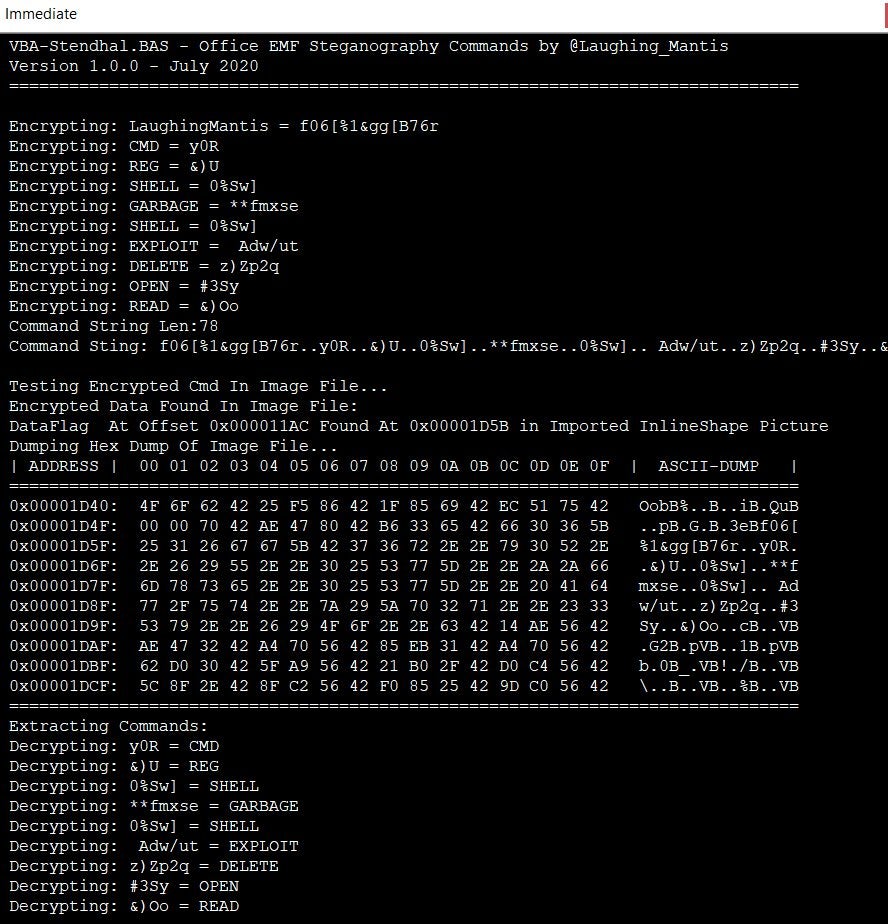 Immediate
VBA-Stendhal.BAS - Office EMF Steganography Commands by @Laughing_Mantis
Version 1.0.0 - July 2020
===============================================================================
Encrypting: LaughingMantis = f06[%1&gg[B76r
Encrypting: CMD = y0R
Encrypting: REG = &)U
Encrypting: SHELL = 0%Sw]
Encrypting: GARBAGE = **fmxse
Encrypting: SHELL = 0%Sw]
Encrypting: EXPLOIT =  Adw/ut
Encrypting: DELETE = z)Zp2q
Encrypting: OPEN = #3Sy
Encrypting: READ = &)Oo
Command String Len:78
Command Sting: f06[%1&gg[B76r..y0R..&)U..0%Sw]..**fmxse..0%Sw].. Adw/ut..z)Zp2q..#3Sy..&
Testing Encrypted Cmd In Image File...
Encrypted Data Found In Image File:
DataFlag  At Offset 0x000011AC Found At 0x00001D5B in Imported InlineShape Picture
Dumping Hex Dump Of Image File...
| ADDRESS |  00 01 02 03 04 05 06 07 08 09 0A 0B 0C 0D 0E 0F  |  ASCII-DUMP   |
===============================================================================
0x00001D40:  4F 6F 62 42 25 F5 86 42 1F 85 69 42 EC 51 75 42   OobB%..B..iB.QuB
0x00001D4F:  00 00 70 42 AE 47 80 42 B6 33 65 42 66 30 36 5B   ..pB.G.B.3eBf06[
0x00001D5F:  25 31 26 67 67 5B 42 37 36 72 2E 2E 79 30 52 2E   %1&gg[B76r..y0R.
0x00001D6F:  2E 26 29 55 2E 2E 30 25 53 77 5D 2E 2E 2A 2A 66   .&)U..0%Sw]..**f
0x00001D7F:  6D 78 73 65 2E 2E 30 25 53 77 5D 2E 2E 20 41 64   mxse..0%Sw].. Ad
0x00001D8F:  77 2F 75 74 2E 2E 7A 29 5A 70 32 71 2E 2E 23 33   w/ut..z)Zp2q..#3
0x00001D9F:  53 79 2E 2E 26 29 4F 6F 2E 2E 63 42 14 AE 56 42   Sy..&)Oo..cB..VB
0x00001DAF:  AE 47 32 42 A4 70 56 42 85 EB 31 42 A4 70 56 42   .G2B.pVB..1B.pVB
0x00001DBF:  62 D0 30 42 5F A9 56 42 21 B0 2F 42 D0 C4 56 42   b.0B_.VB!./B..VB
0x00001DCF:  5C 8F 2E 42 8F C2 56 42 F0 85 25 42 9D C0 56 42   \..B..VB..%B..VB
===============================================================================
Extracting Commands:
Decrypting: y0R = CMD
Decrypting: &)U = REG
Decrypting: 0%Sw] = SHELL
Decrypting: **fmxse = GARBAGE
Decrypting: 0%Sw] = SHELL
Decrypting:  Adw/ut = EXPLOIT
Decrypting: z)Zp2q = DELETE
Decrypting: #3Sy = OPEN
Decrypting: &)Oo = READ